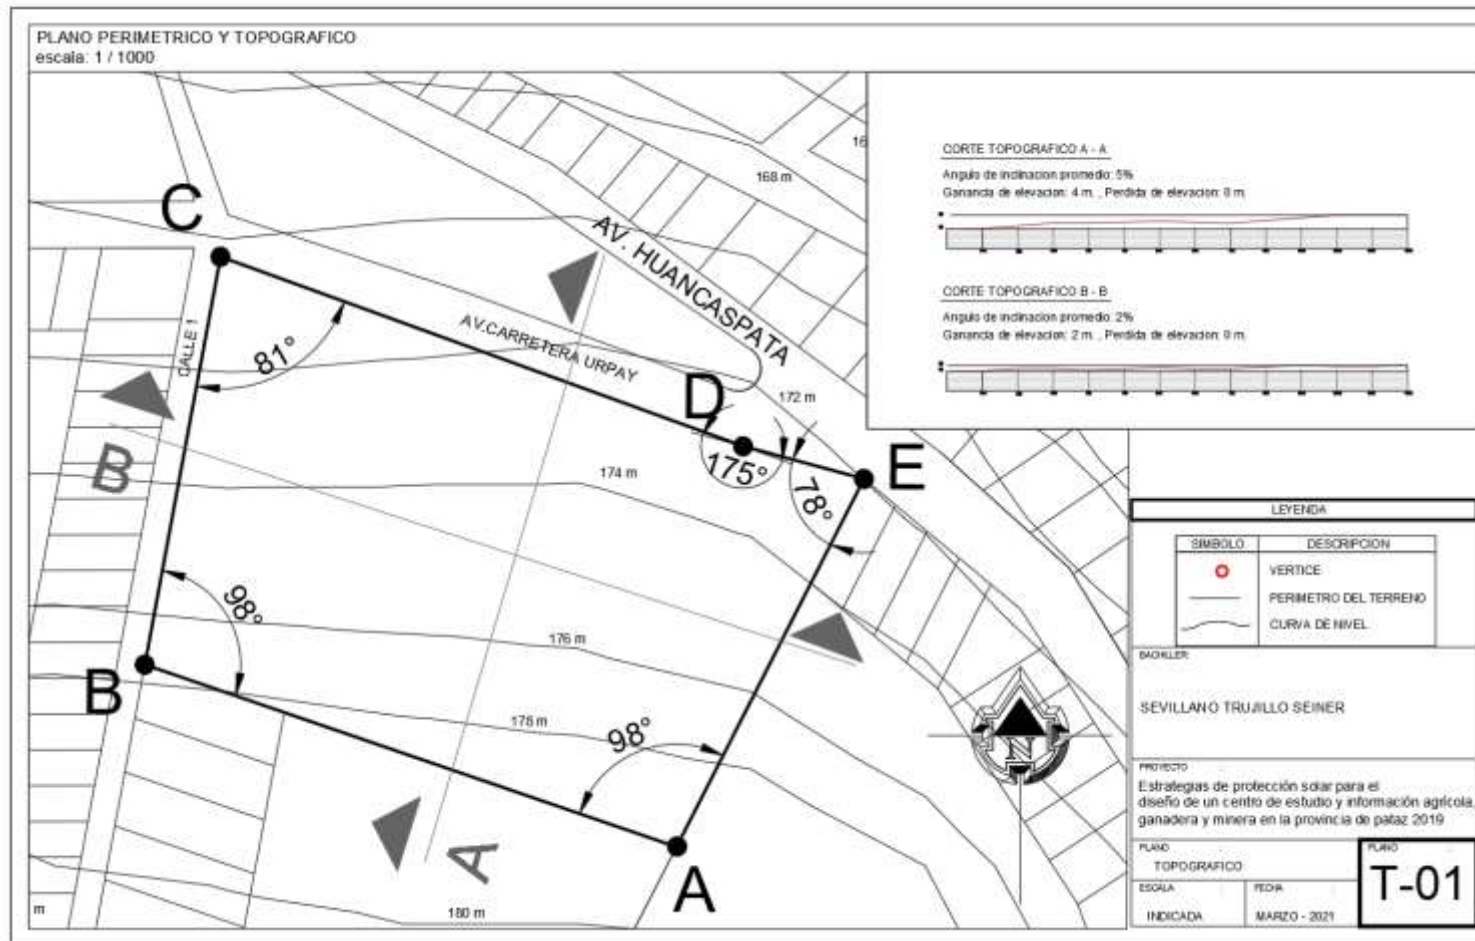 PLANO PERIMETRICO Y TOPOGRAFICO
escala: 1 / 1000
CORTE TOPOGRAFICO A - A
Angulo de inclinacion promedio: 5%
Ganancia de elevacion: 4 m. , Perdida de elevacion: 0 m.
CORTE TOPOGRAFICO B - B
Angulo de inclinacion promedio: 2%
Ganancia de elevacion: 2 m. , Perdida de elevacion: 0 m.
168 m
C
AV. HUANCASPATA
CALLE 1
AV.CARRETERA URPAY
81°
D
172 m
175°
E
78°
B
174 m
98°
176 m
B
178 m
98°
A
A
180 m
m
N
LEYENDA
SIMBOLO DESCRIPCION
VERTICE
PERIMETRO DEL TERRENO
CURVA DE NIVEL
BACHILLER:
SEVILLANO TRUJILLO SEINER
PROYECTO
Estrategias de protección solar para el
diseño de un centro de estudio y información agrícola,
ganadera y minera en la provincia de pataz 2019
PLANO
TOPOGRAFICO
PLANO
T-01
ESCALA
INDICADA
FECHA
MARZO - 2021